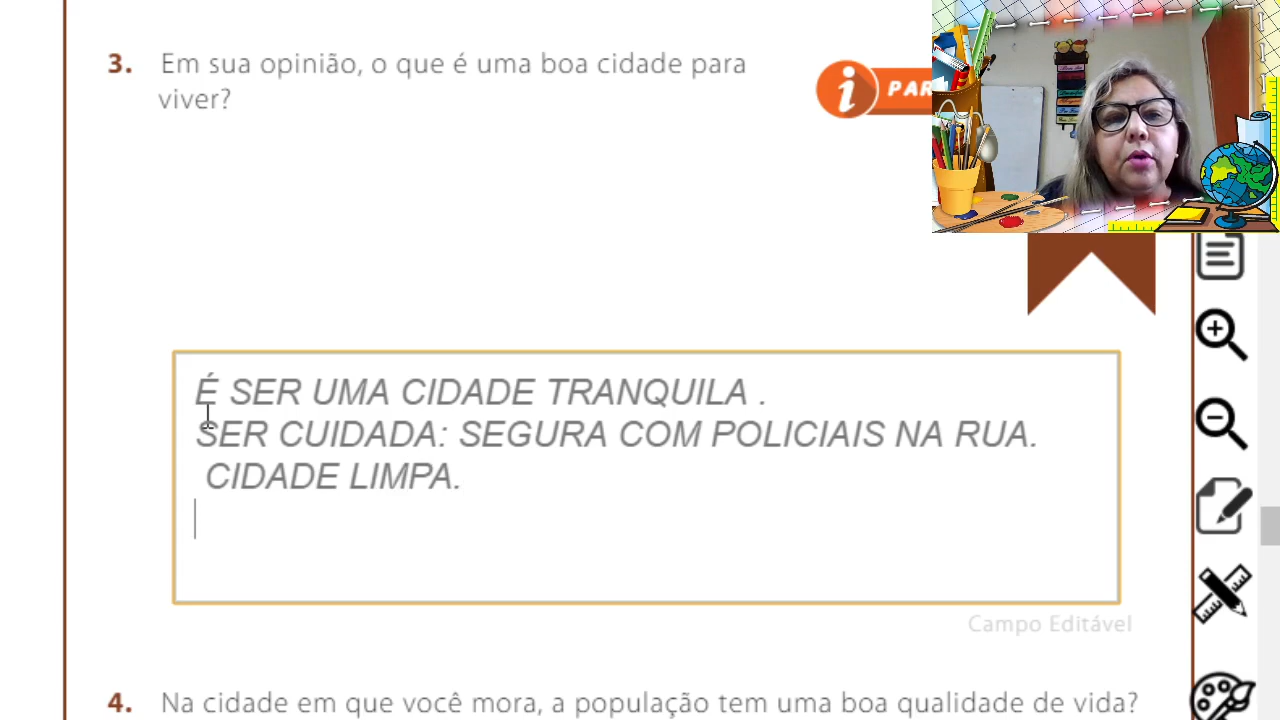 3. Em sua opinião, o que é uma boa cidade para
viver?
i PAR
É SER UMA CIDADE TRANQUILA .
SER CUIDADA: SEGURA COM POLICIAIS NA RUA.
CIDADE LIMPA.
Campo Editável
4. Na cidade em que você mora, a população tem uma boa qualidade de vida?